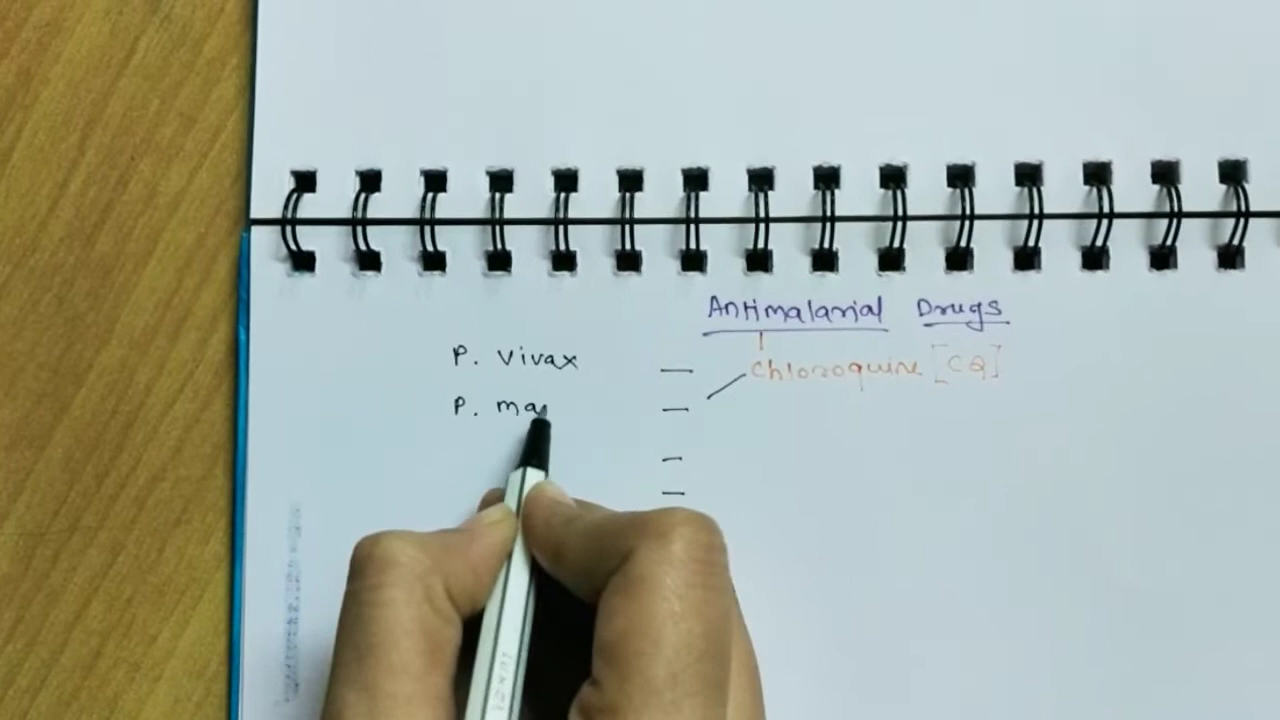 Antimalarial Drugs
P. vivax — Chloroquine [CQ]
P. ma —
—
—